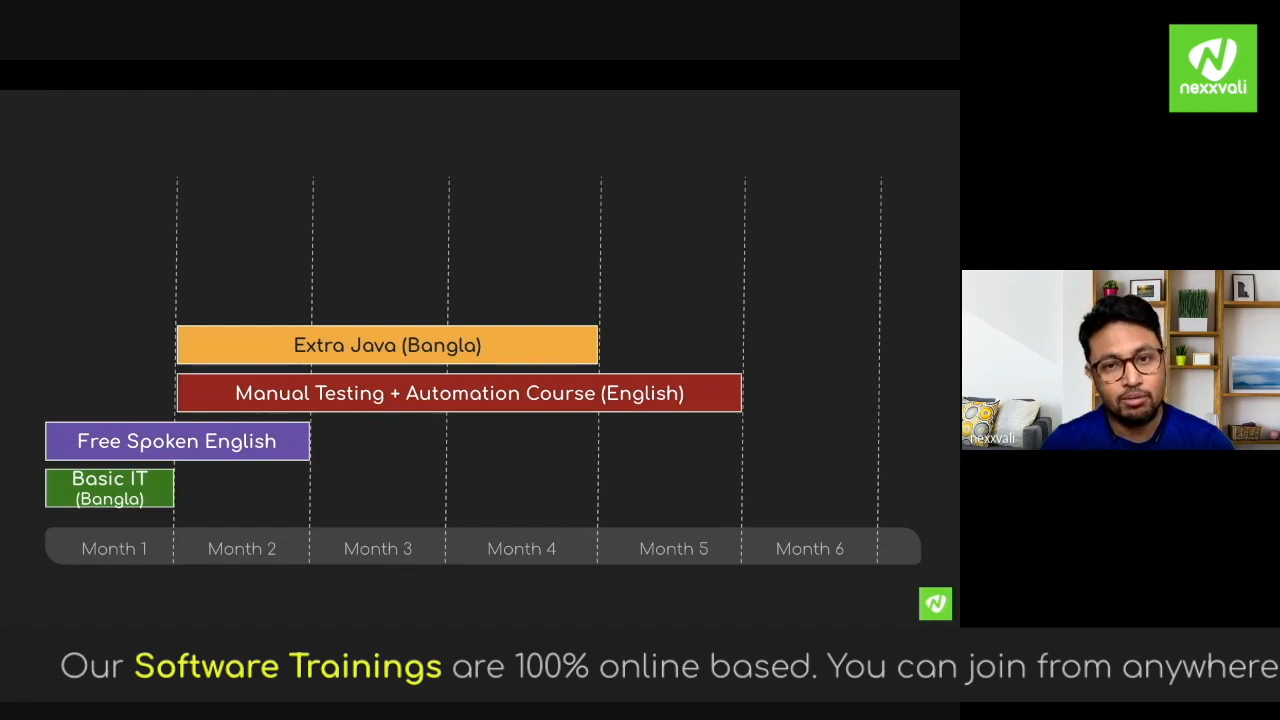 nexxvali
Extra Java (Bangla)
Manual Testing + Automation Course (English)
Free Spoken English
Basic IT
(Bangla)
Month 1
Month 2
Month 3
Month 4
Month 5
Month 6
nexxvali
Our Software Trainings are 100% online based. You can join from anywhere